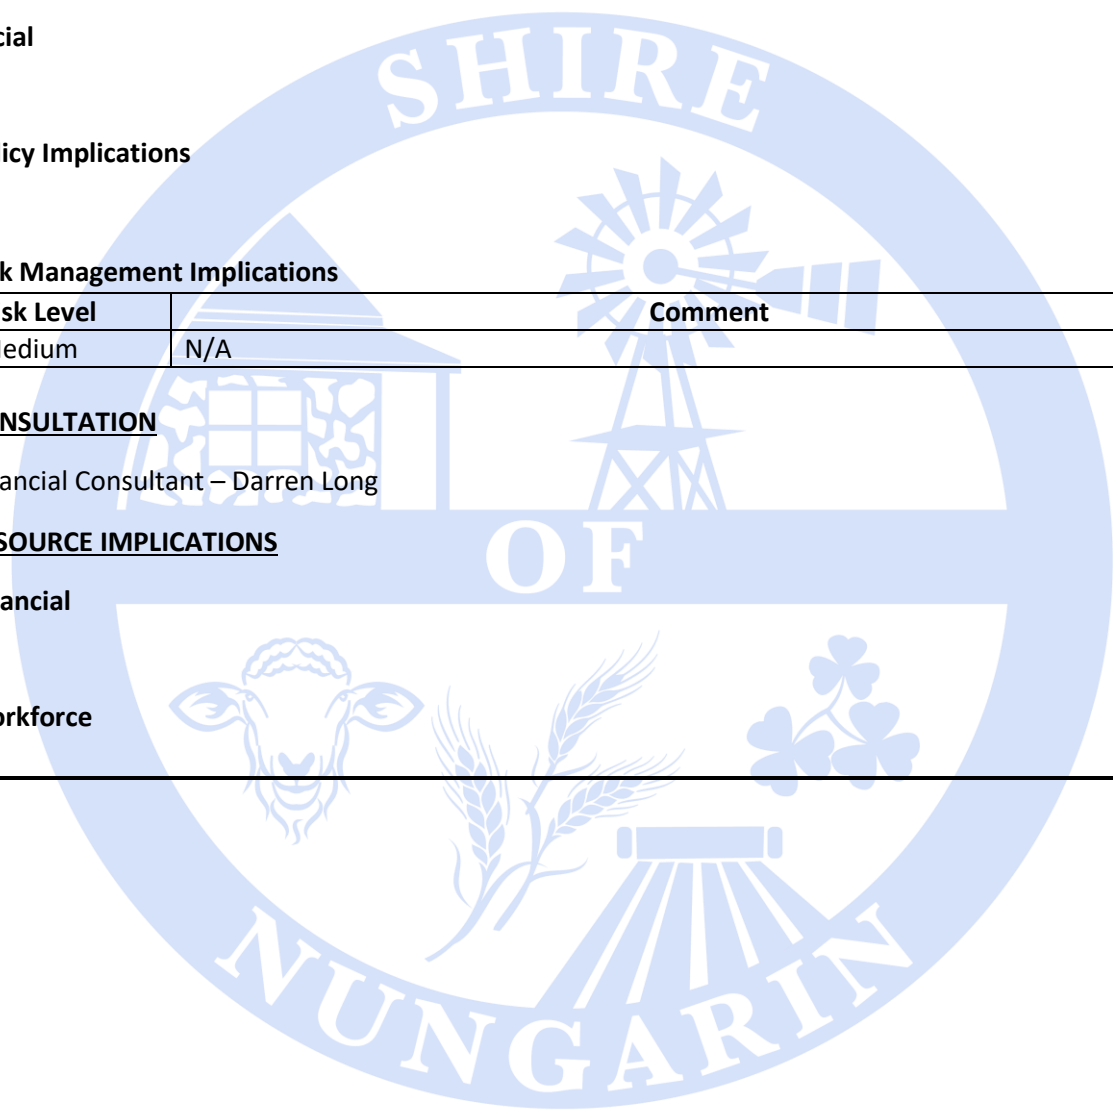 cial
icy Implications
k Management Implications
sk Level Comment
edium N/A
NSULTATION
ancial Consultant – Darren Long
SOURCE IMPLICATIONS
ancial
orkforce
SHIRE
OF
NUNGARIN